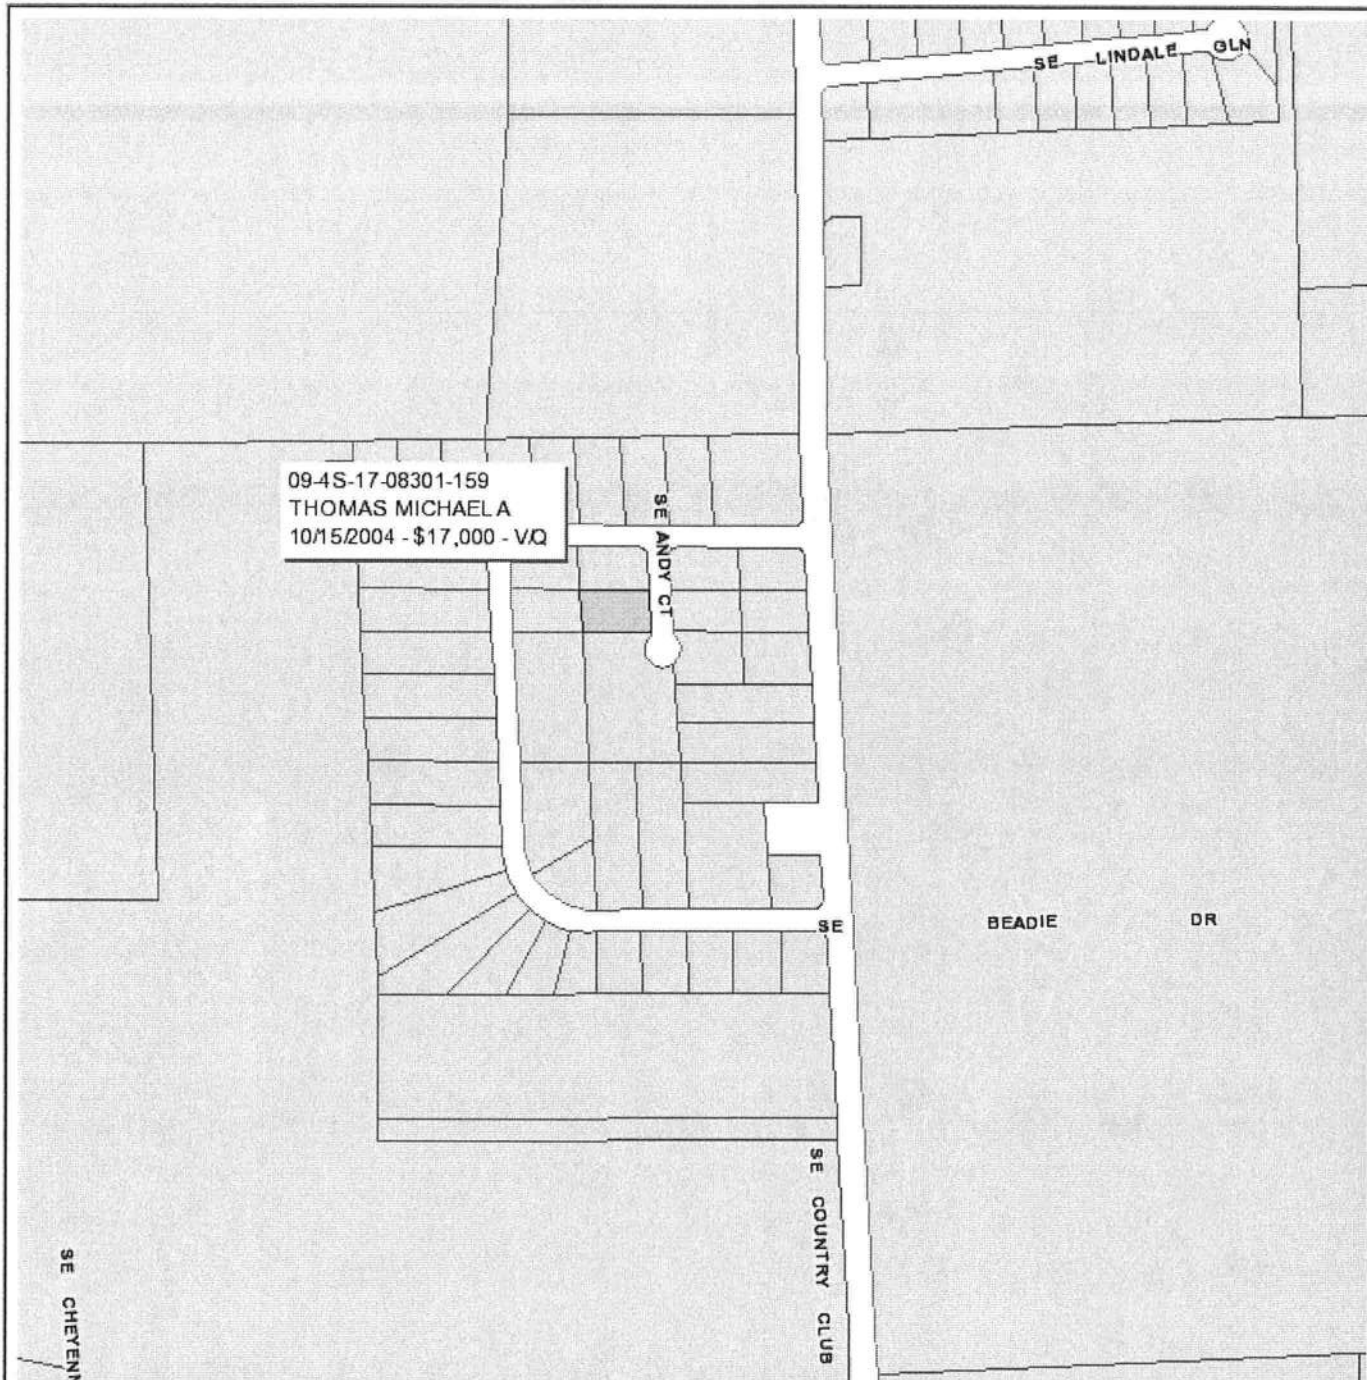 SE LINDALE GLN
09-4S-17-08301-159
THOMAS MICHAEL A
10/15/2004 - $17,000 - V/Q
SE ANDY CT
SE BEADIE DR
SE COUNTRY CLUB
SE CHEYENN